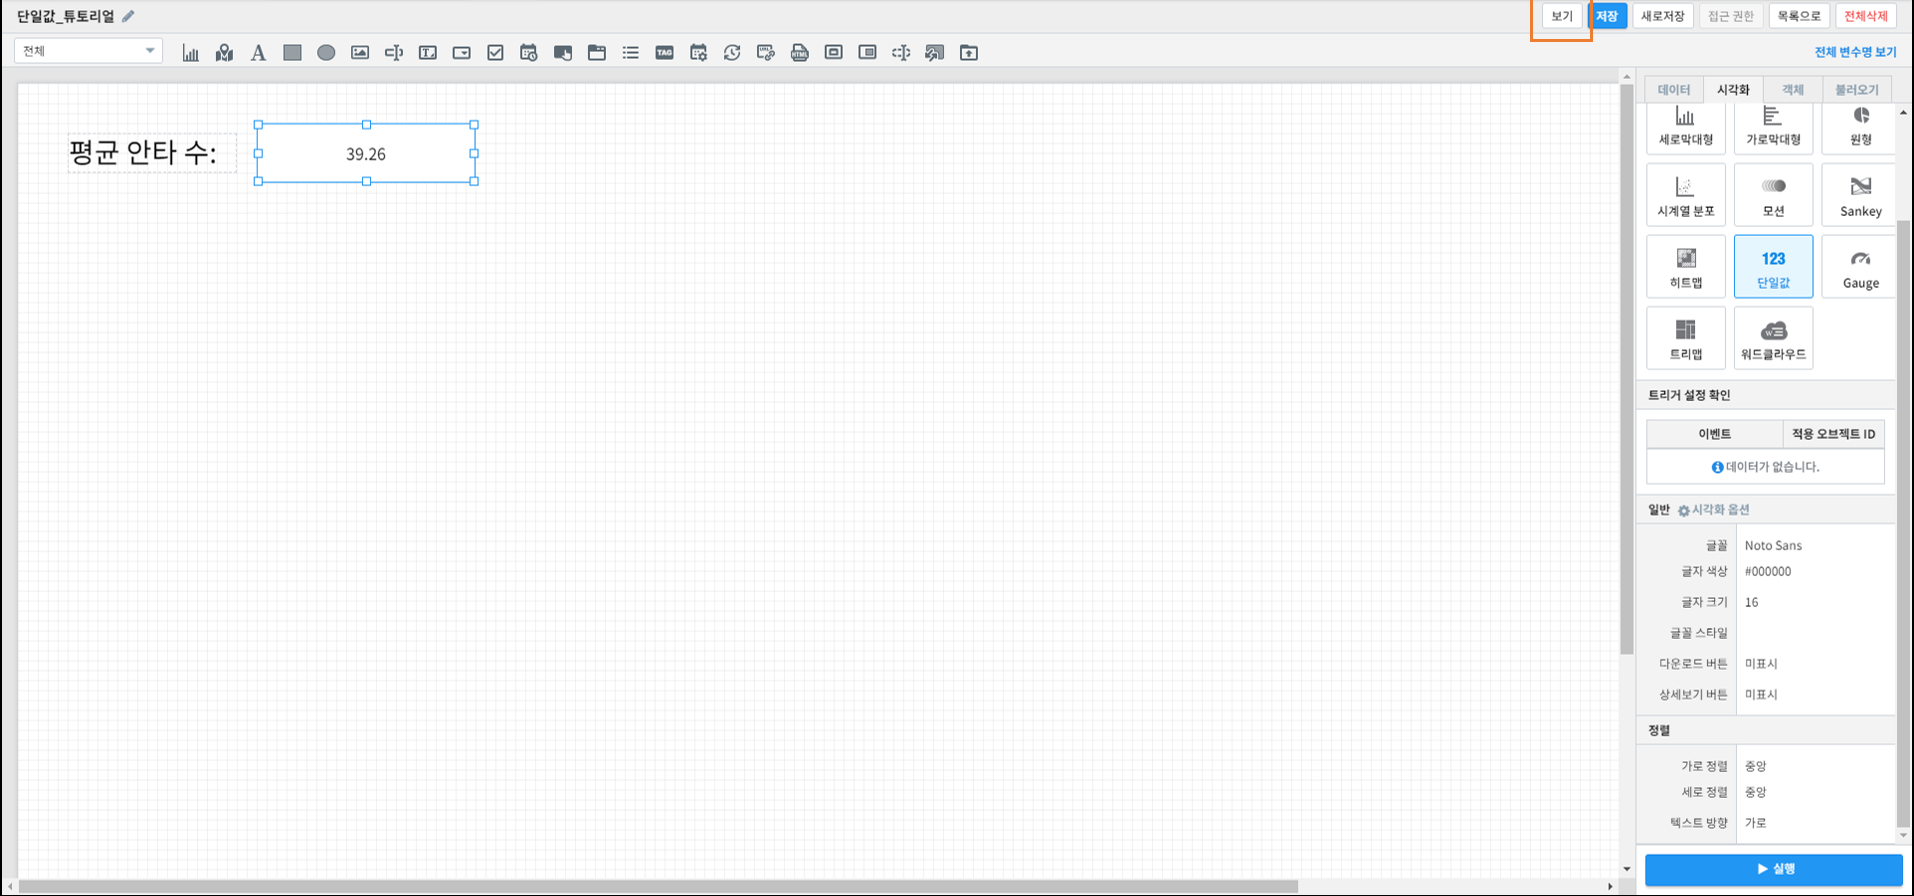 단일값_튜토리얼
보기 저장 새로저장 접근 권한 목록으로 전체삭제
전체
A
T
TAG
HTML
전체 변수명 보기
데이터 시각화 객체 불러오기
평균 안타 수:
39.26
세로막대형 가로막대형 원형
시계열 분포 모션 Sankey
123
히트맵 단일값 Gauge
W
트리맵 워드클라우드
트리거 설정 확인
이벤트 적용 오브젝트 ID
데이터가 없습니다.
일반 시각화 옵션
글꼴 Noto Sans
글자 색상 #000000
글자 크기 16
글꼴 스타일
다운로드 버튼 미표시
상세보기 버튼 미표시
정렬
가로 정렬 중앙
세로 정렬 중앙
텍스트 방향 가로
실행